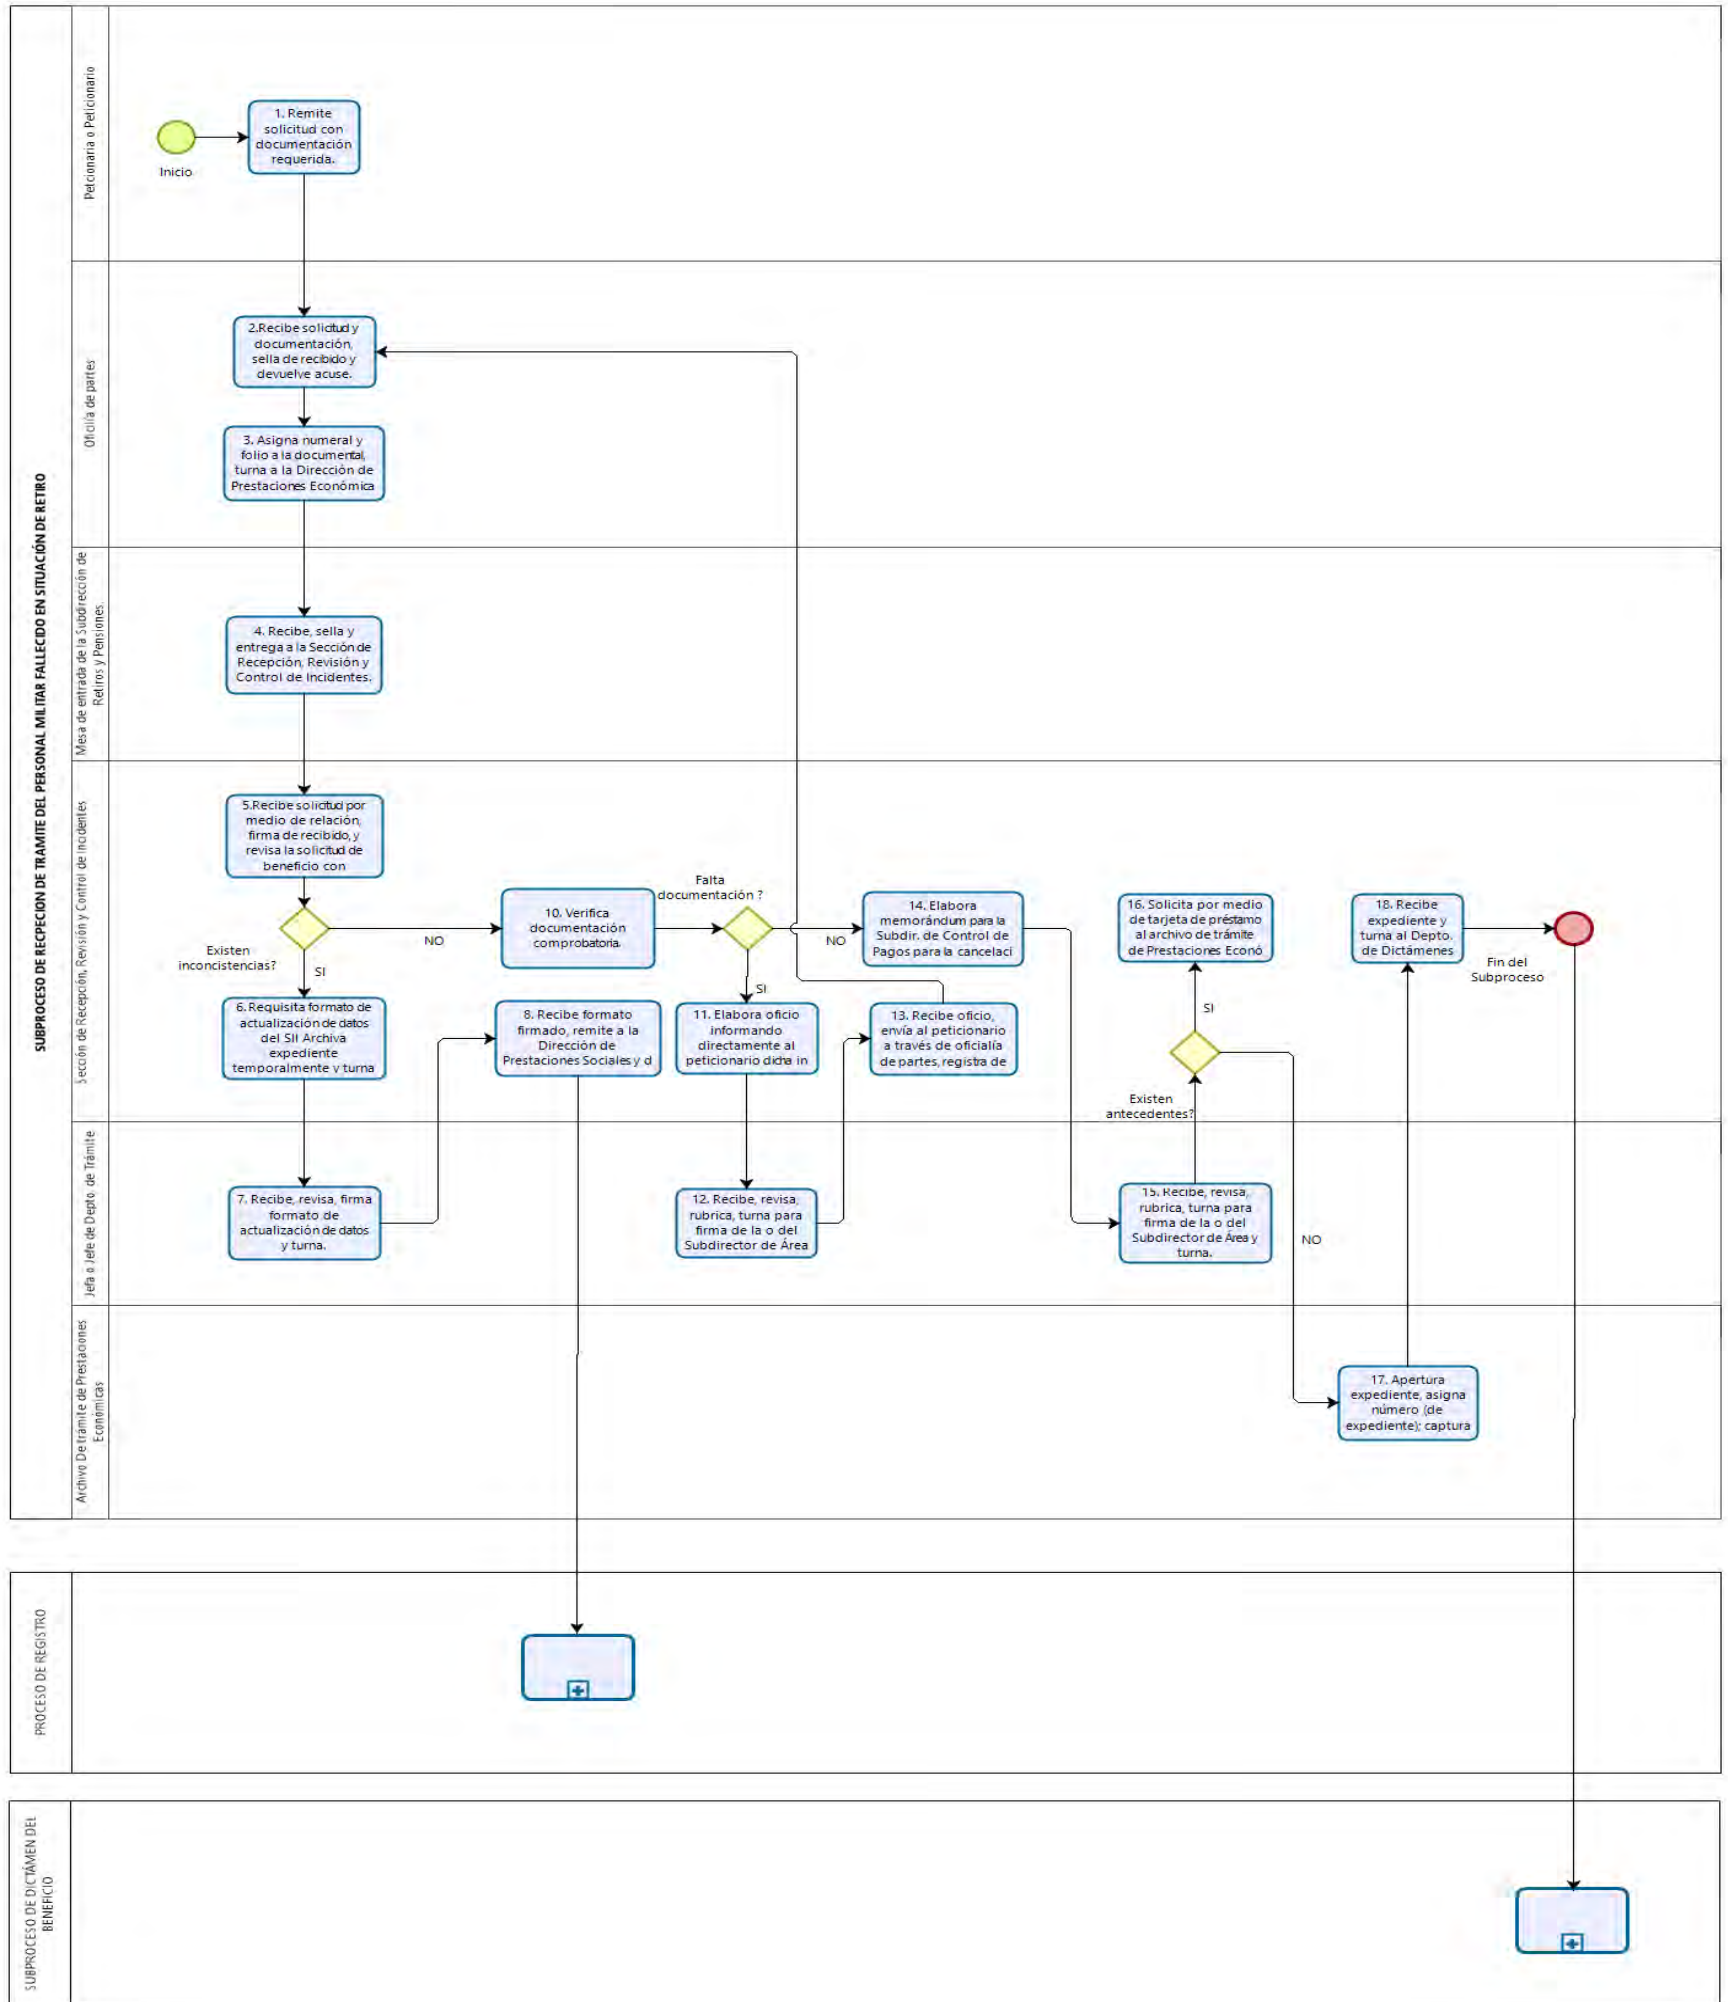 SUBPROCESO DE RECPECION DE TRAMITE DEL PERSONAL MILITAR FALLECIDO EN SITUACIÓN DE RETIRO
Petcionaria o Peticionario
Inicio
1. Remite
solicitud con
documentación
requerida.
Oficilía de partes
2.Recibe solicitud y
documentación,
sella de recibido y
devuelve acuse.
3. Asigna numeral y
folio a la documental,
turna a la Dirección de
Prestaciones Económica
Mesa de entrada de la Subdirección de
Retiros y Pensiones.
4. Recibe, sella y
entrega a la Sección de
Recepción, Revisión y
Control de Incidentes.
Sección de Recepción, Revisión y Control de Incidentes
5.Recibe solicitud por
medio de relación,
firma de recibido, y
revisa la solicitud de
beneficio con
Existen
inconcistencias?
NO
SI
10. Verifica
documentación
comprobatoria.
Falta
documentación ?
NO
SI
14. Elabora
memorándum para la
Subdir. de Control de
Pagos para la cancelaci
16. Solicita por medio
de tarjeta de préstamo
al archivo de trámite
de Prestaciones Econó
18. Recibe
expediente y
turna al Depto.
de Dictámenes
Fin del
Subproceso
6. Requisita formato de
actualización de datos
del SII Archiva
expediente
temporalmente y turna
8. Recibe formato
firmado, remite a la
Dirección de
Prestaciones Sociales y d
11. Elabora oficio
informando
directamente al
peticionario dicha in
13. Recibe oficio,
envía al peticionario
a través de oficialía
de partes, registra de
SI
Existen
antecedentes?
NO
Jefa o Jefe de Depto. de Trámite
7. Recibe, revisa, firma
formato de
actualización de datos
y turna.
12. Recibe, revisa,
rubrica, turna para
firma de la o del
Subdirector de Área
15. Recibe, revisa,
rubrica, turna para
firma de la o del
Subdirector de Área y
turna.
Archivo De trámite de Prestaciones
Económicas
17. Apertura
expediente, asigna
número (de
expediente); captura
PROCESO DE REGISTRO
SUBPROCESO DE DICTÁMEN DEL
BENEFICIO